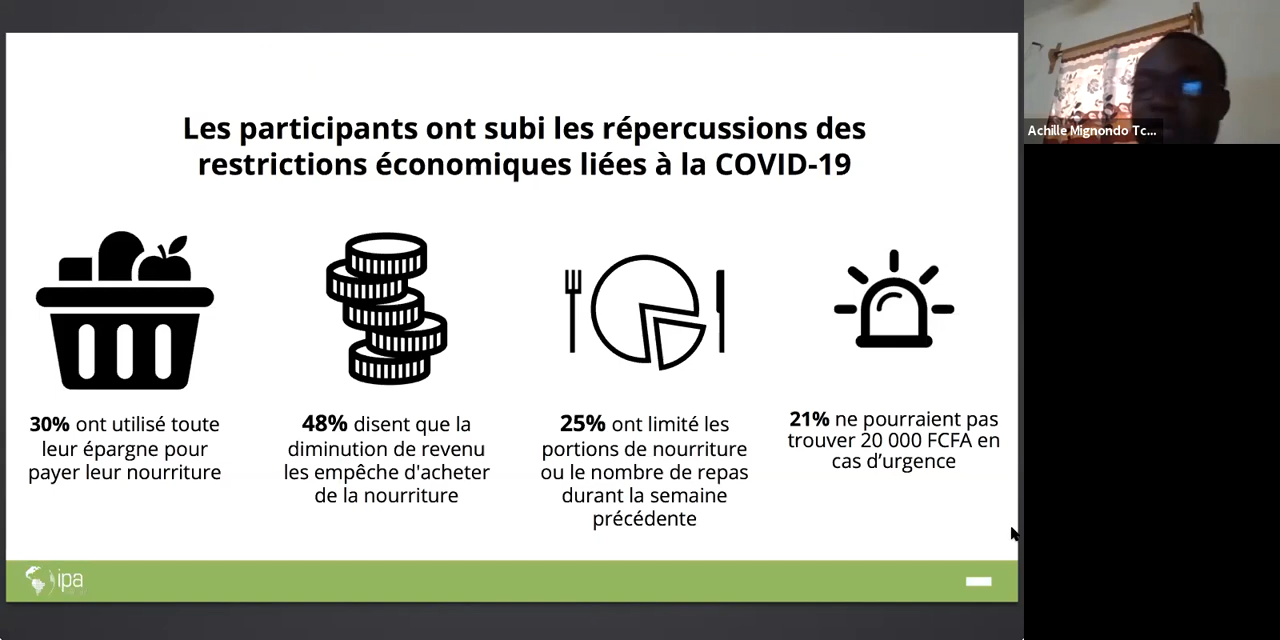 Les participants ont subi les répercussions des
restrictions économiques liées à la COVID-19
30% ont utilisé toute
leur épargne pour
payer leur nourriture
48% disent que la
diminution de revenu
les empêche d'acheter
de la nourriture
25% ont limité les
portions de nourriture
ou le nombre de repas
durant la semaine
précédente
21% ne pourraient pas
trouver 20 000 FCFA en
cas d’urgence
ipa
Achille Mignondo Tc...